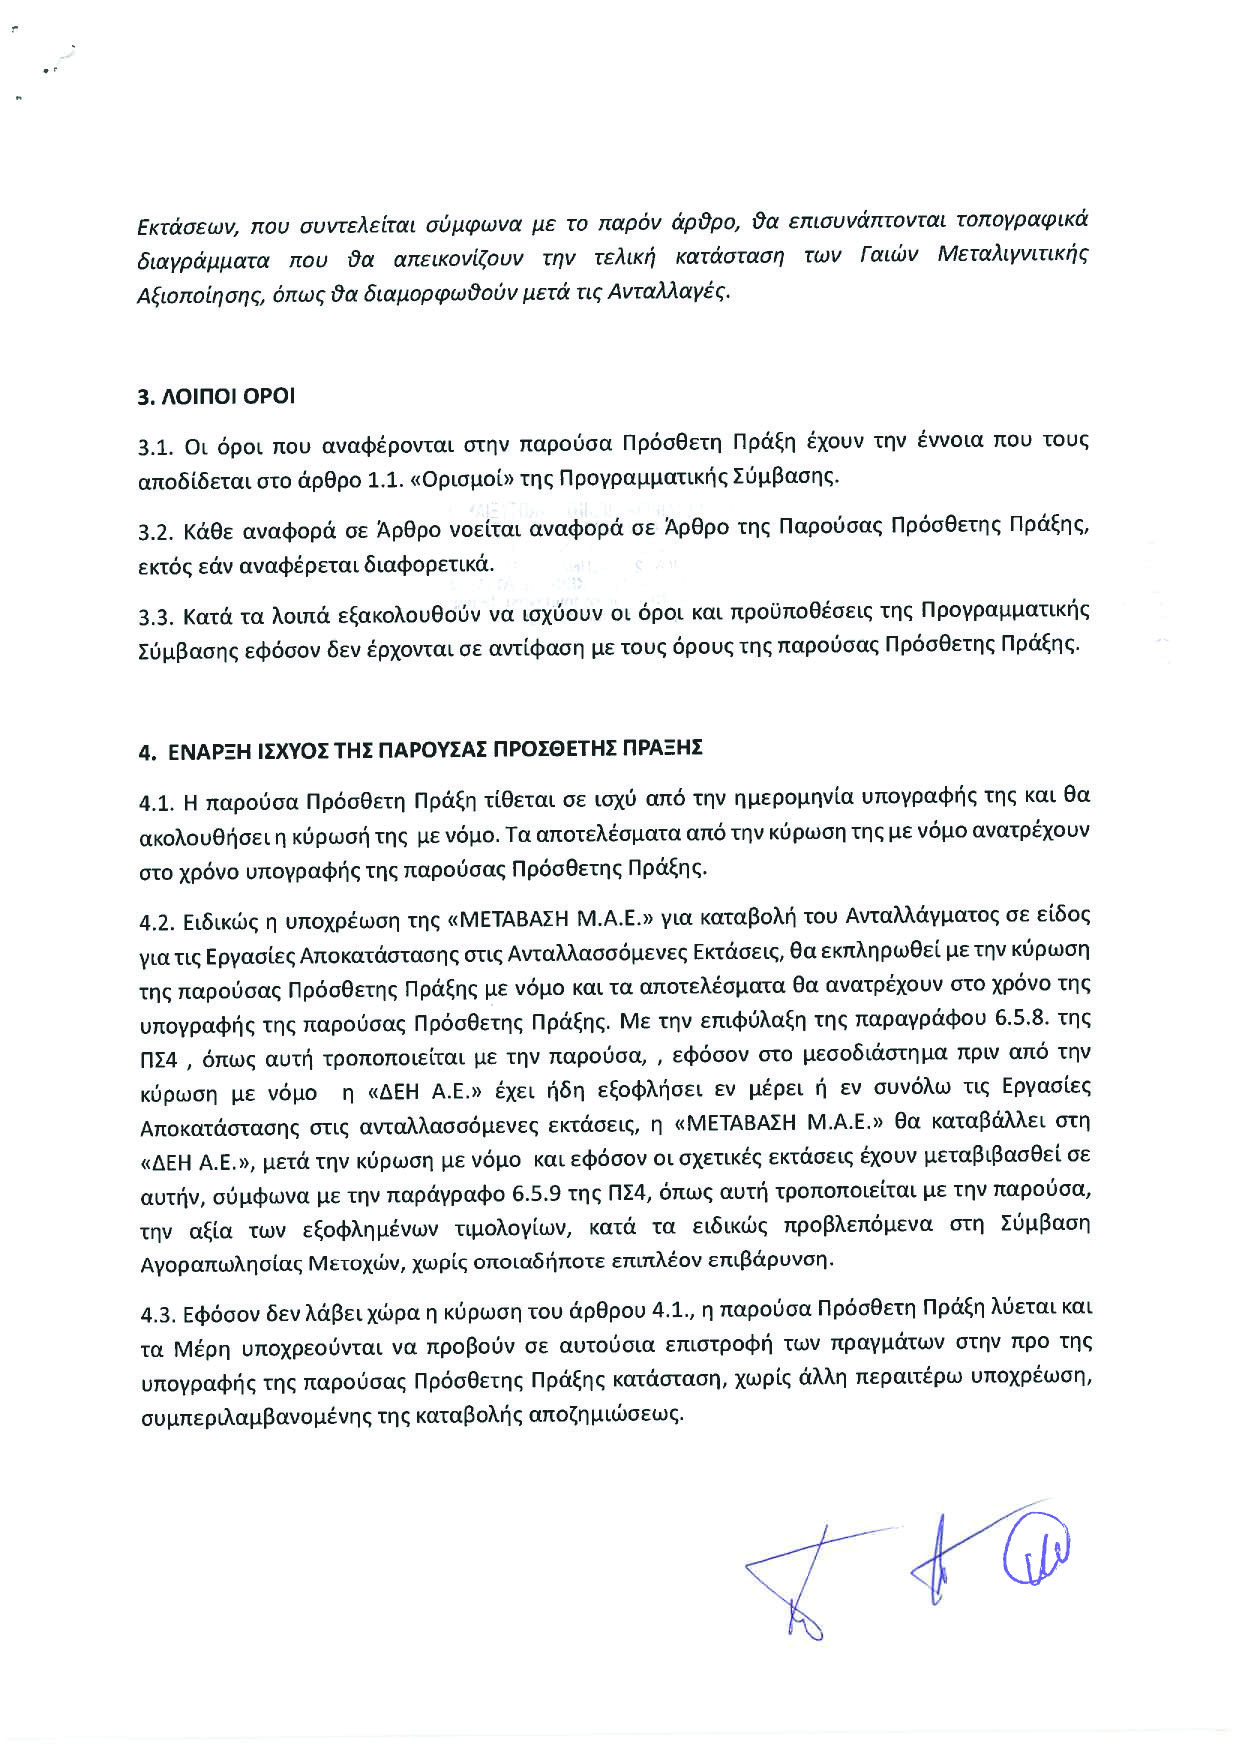 Εκτάσεων, που συντελείται σύμφωνα με το παρόν άρθρο, θα επισυνάπτονται τοπογραφικά
διαγράμματα που θα απεικονίζουν την τελική κατάσταση των Γαιών Μεταλιγνιτικής
Αξιοποίησης, όπως θα διαμορφωθούν μετά τις Ανταλλαγές.
3. ΛΟΙΠΟΙ ΟΡΟΙ
3.1. Οι όροι που αναφέρονται στην παρούσα Πρόσθετη Πράξη έχουν την έννοια που τους
αποδίδεται στο άρθρο 1.1. «Ορισμοί» της Προγραμματικής Σύμβασης.
3.2. Κάθε αναφορά σε Άρθρο νοείται αναφορά σε Άρθρο της Παρούσας Πρόσθετης Πράξης,
εκτός εάν αναφέρεται διαφορετικά.
3.3. Κατά τα λοιπά εξακολουθούν να ισχύουν οι όροι και προϋποθέσεις της Προγραμματικής
Σύμβασης εφόσον δεν έρχονται σε αντίφαση με τους όρους της παρούσας Πρόσθετης Πράξης.
4. ΕΝΑΡΞΗ ΙΣΧΥΟΣ ΤΗΣ ΠΑΡΟΥΣΑΣ ΠΡΟΣΘΕΤΗΣ ΠΡΑΞΗΣ
4.1. Η παρούσα Πρόσθετη Πράξη τίθεται σε ισχύ από την ημερομηνία υπογραφής της και θα
ακολουθήσει η κύρωσή της με νόμο. Τα αποτελέσματα από την κύρωση της με νόμο ανατρέχουν
στο χρόνο υπογραφής της παρούσας Πρόσθετης Πράξης.
4.2. Ειδικώς η υποχρέωση της «ΜΕΤΑΒΑΣΗ Μ.Α.Ε.» για καταβολή του Ανταλλάγματος σε είδος
για τις Εργασίες Αποκατάστασης στις Ανταλλασσόμενες Εκτάσεις, θα εκπληρωθεί με την κύρωση
της παρούσας Πρόσθετης Πράξης με νόμο και τα αποτελέσματα θα ανατρέχουν στο χρόνο της
υπογραφής της παρούσας Πρόσθετης Πράξης. Με την επιφύλαξη της παραγράφου 6.5.8. της
ΠΣ4 , όπως αυτή τροποποιείται με την παρούσα, , εφόσον στο μεσοδιάστημα πριν από την
κύρωση με νόμο η «ΔΕΗ Α.Ε.» έχει ήδη εξοφλήσει εν μέρει ή εν συνόλω τις Εργασίες
Αποκατάστασης στις ανταλλασσόμενες εκτάσεις, η «ΜΕΤΑΒΑΣΗ Μ.Α.Ε.» θα καταβάλλει στη
«ΔΕΗ Α.Ε.», μετά την κύρωση με νόμο και εφόσον οι σχετικές εκτάσεις έχουν μεταβιβασθεί σε
αυτήν, σύμφωνα με την παράγραφο 6.5.9 της ΠΣ4, όπως αυτή τροποποιείται με την παρούσα,
την αξία των εξοφλημένων τιμολογίων, κατά τα ειδικώς προβλεπόμενα στη Σύμβαση
Αγοραπωλησίας Μετοχών, χωρίς οποιαδήποτε επιπλέον επιβάρυνση.
4.3. Εφόσον δεν λάβει χώρα η κύρωση του άρθρου 4.1., η παρούσα Πρόσθετη Πράξη λύεται και
τα Μέρη υποχρεούνται να προβούν σε αυτούσια επιστροφή των πραγμάτων στην προ της
υπογραφής της παρούσας Πρόσθετης Πράξης κατάσταση, χωρίς άλλη περαιτέρω υποχρέωση,
συμπεριλαμβανομένης της καταβολής αποζημιώσεως.